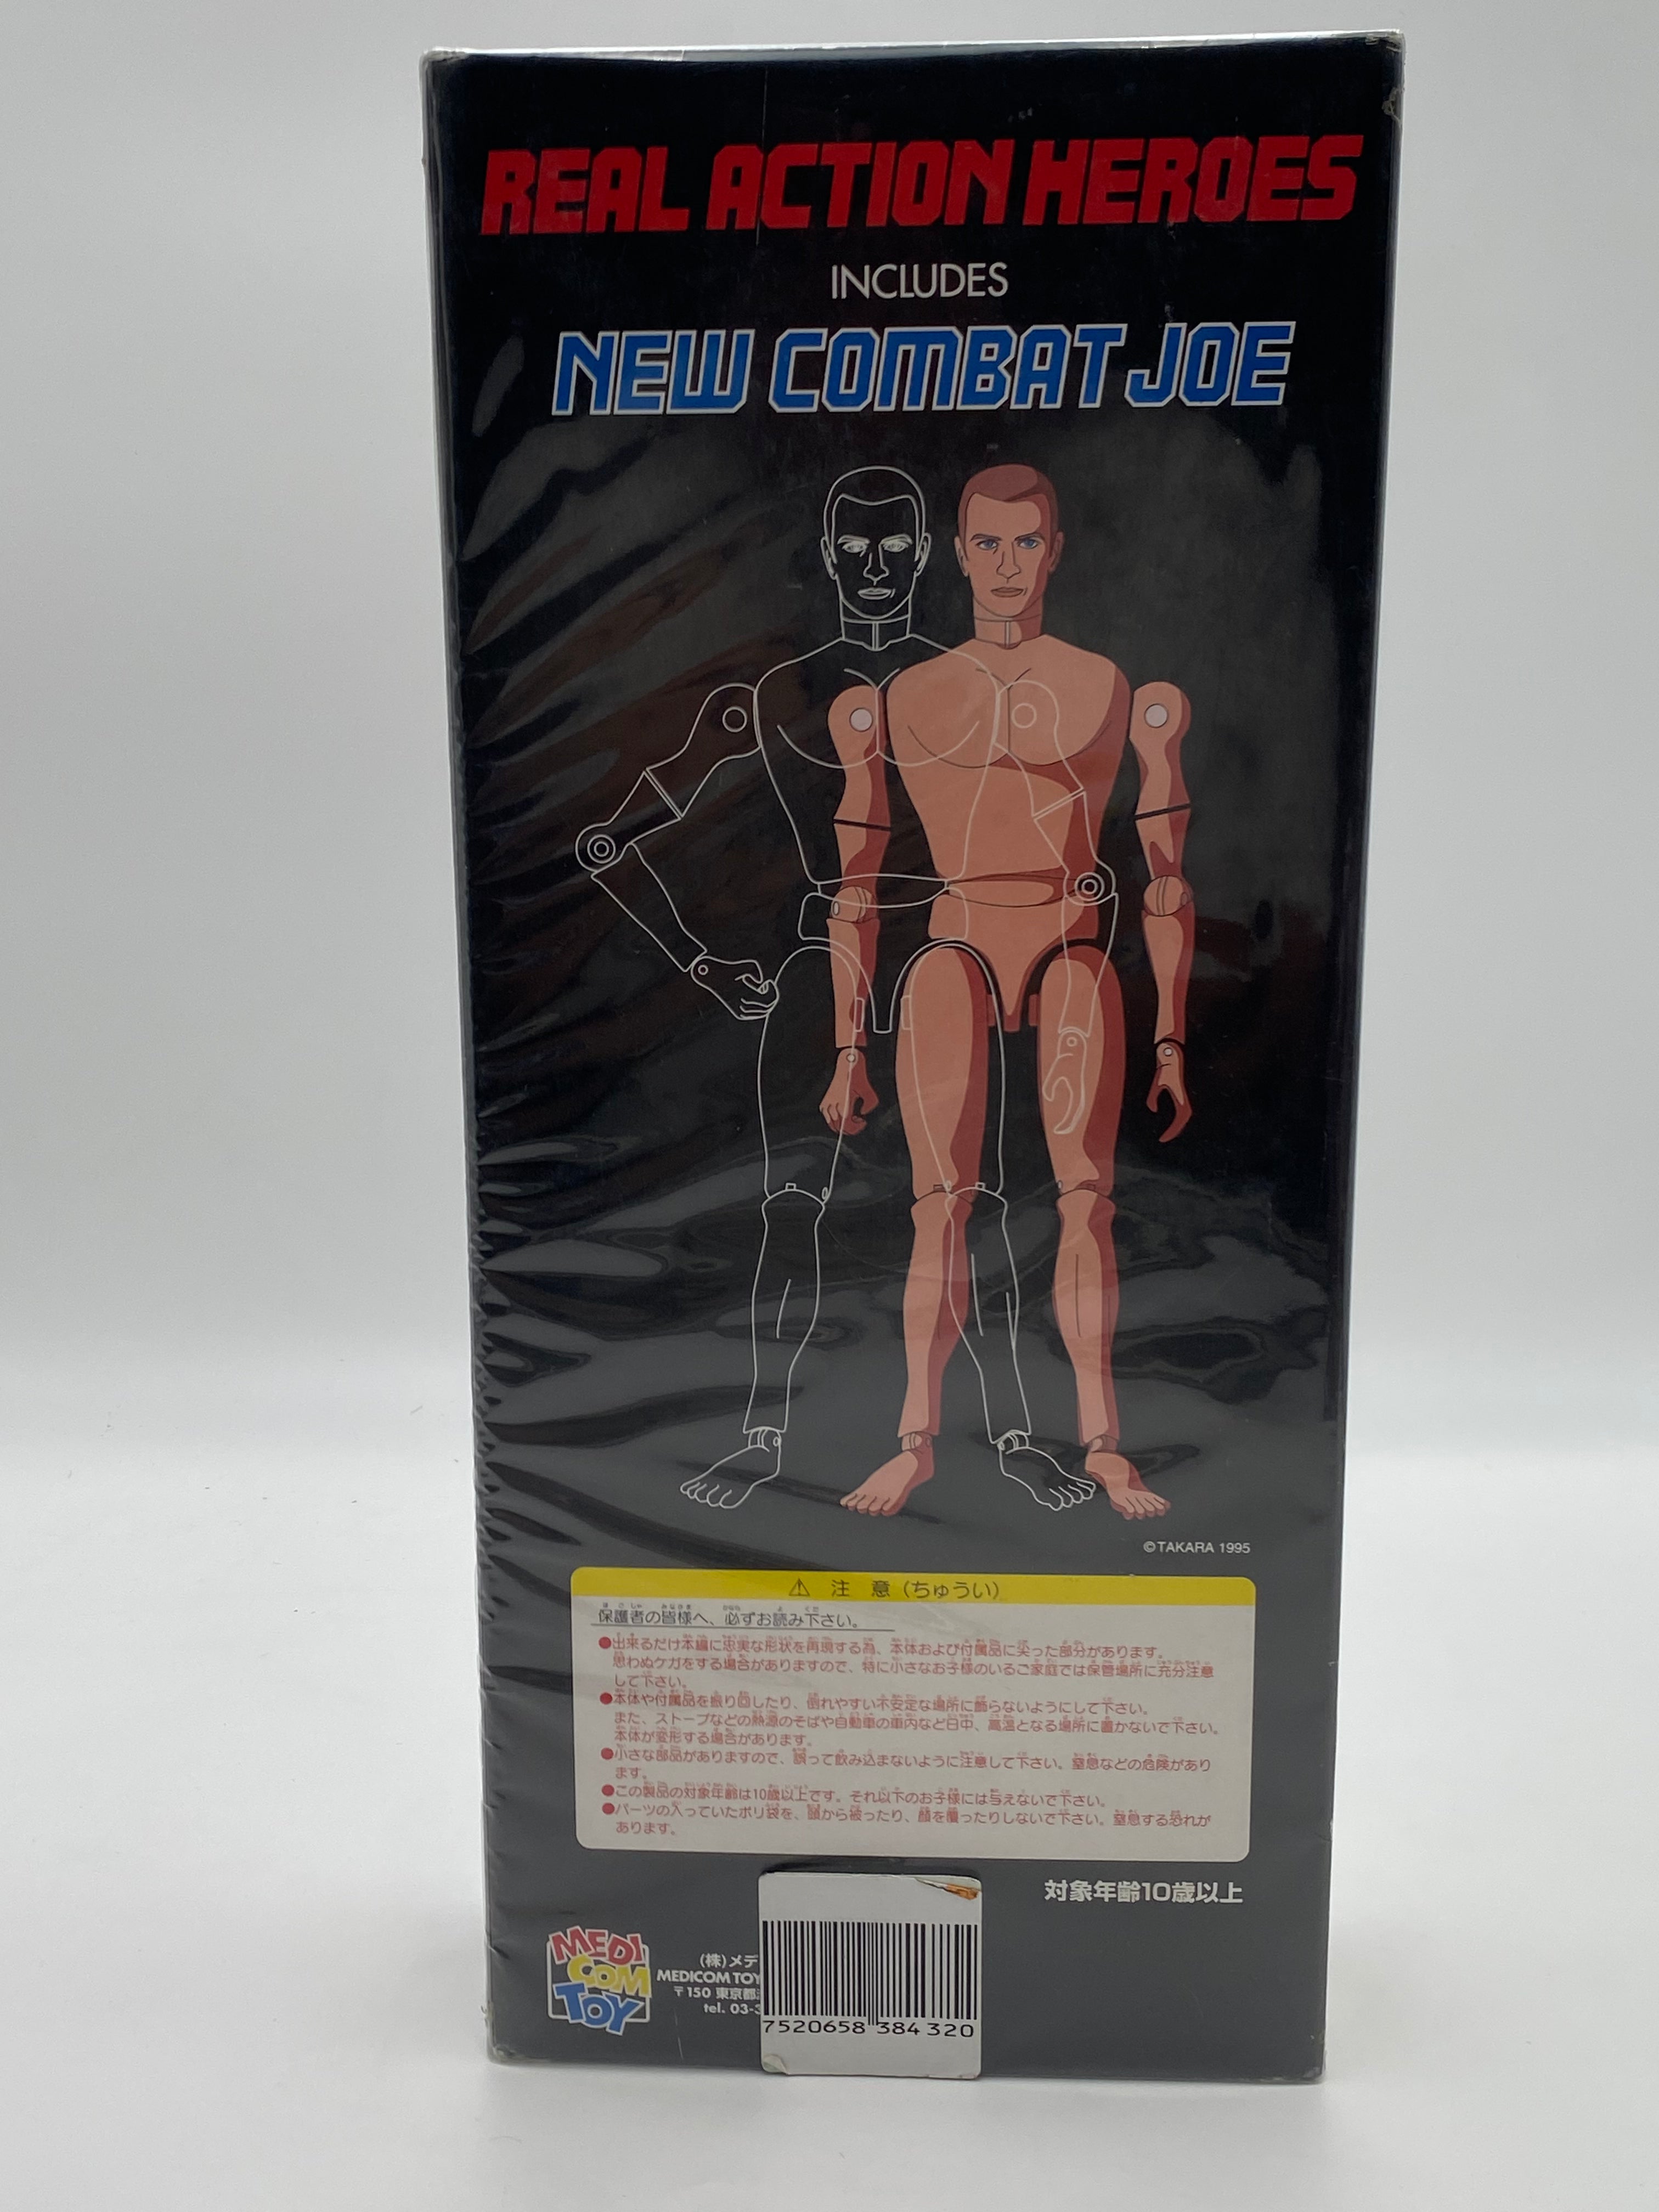 REAL ACTION HEROES
INCLUDES
NEW COMBAT JOE
©TAKARA 1995
⚠ 注 意 (ちゅうい)
保護者の皆様へ、必ずお読み下さい。
●出来るだけ本編に忠実な形状を再現する為、本体および付属品に尖った部分があります。
思わぬケガをする場合がありますので、特に小さなお子様のいるご家庭では保管場所に充分注意
して下さい。
●本体や付属品を振り回したり、倒れやすい不安定な場所に飾らないようにして下さい。
また、ストーブなどの熱源のそばや自動車の車内など日中、高温となる場所に置かないで下さい。
本体が変形する場合があります。
●小さな部品がありますので、誤って飲み込まないように注意して下さい。窒息などの危険があり
ます。
●この製品の対象年齢は10歳以上です。それ以下のお子様には与えないで下さい。
●パーツの入っていたポリ袋を、頭から被ったり、顔を覆ったりしないで下さい。窒息する恐れが
あります。
対象年齢10歳以上
MEDI
COM
TOY
(株)メデ
MEDICOM TOY
〒150 東京都
tel. 03-3
7520658 384 320